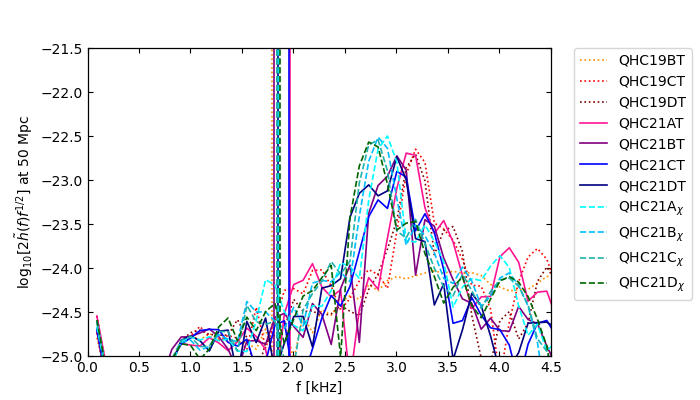 −21.5
−22.0
−22.5
−23.0
−23.5
−24.0
−24.5
−25.0
log₁₀[2h̃(f)f^{1/2}] at 50 Mpc
0.0 0.5 1.0 1.5 2.0 2.5 3.0 3.5 4.0 4.5
f [kHz]
QHC19BT
QHC19CT
QHC19DT
QHC21AT
QHC21BT
QHC21CT
QHC21DT
QHC21Aᵪ
QHC21Bᵪ
QHC21Cᵪ
QHC21Dᵪ